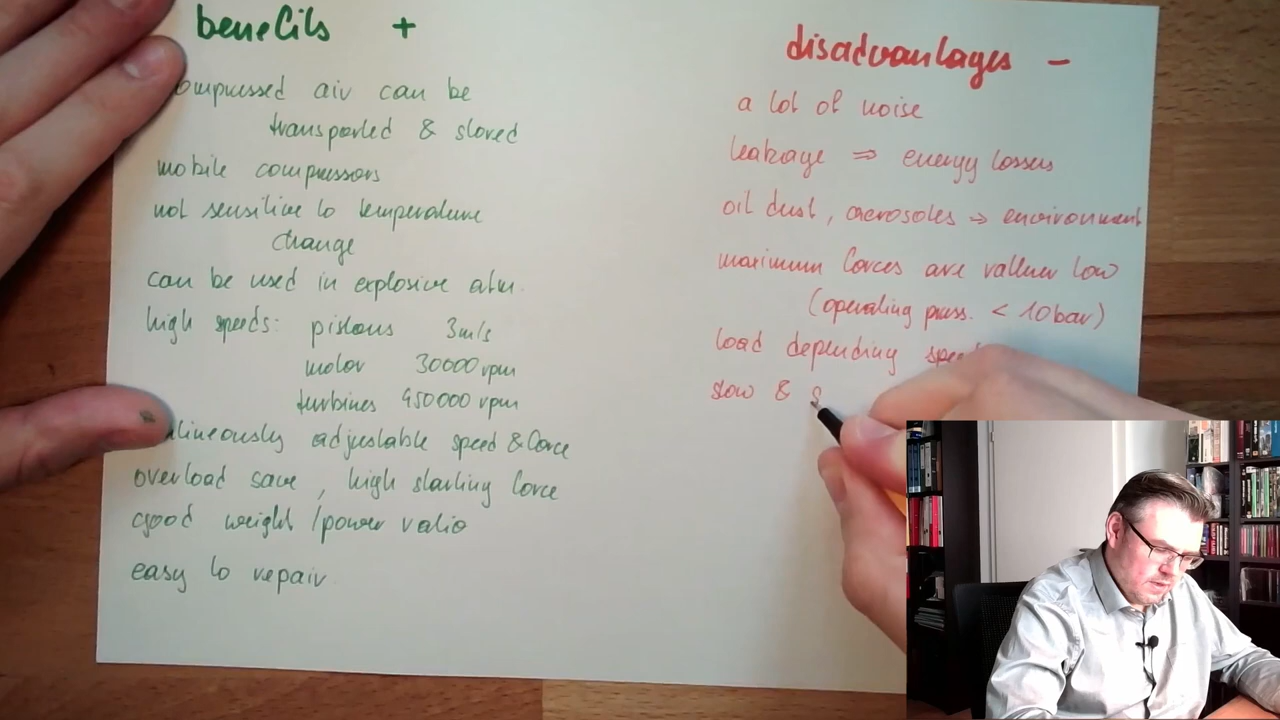 benefits +
compressed air can be
transported & stored
mobile compressors
not sensitive to temperature
change
can be used in explosive atm.
high speeds: pistons 3m/s
motor 30000 rpm
turbines 450000 rpm
adjustable speed & force
overload save, high starting force
good weight / power ratio
easy to repair
disadvantages -
a lot of noise
leakage ⇒ energy losses
oil dust, aerosoles → environment
maximum forces are rather low
(operating press. < 10bar)
load depending
slow &